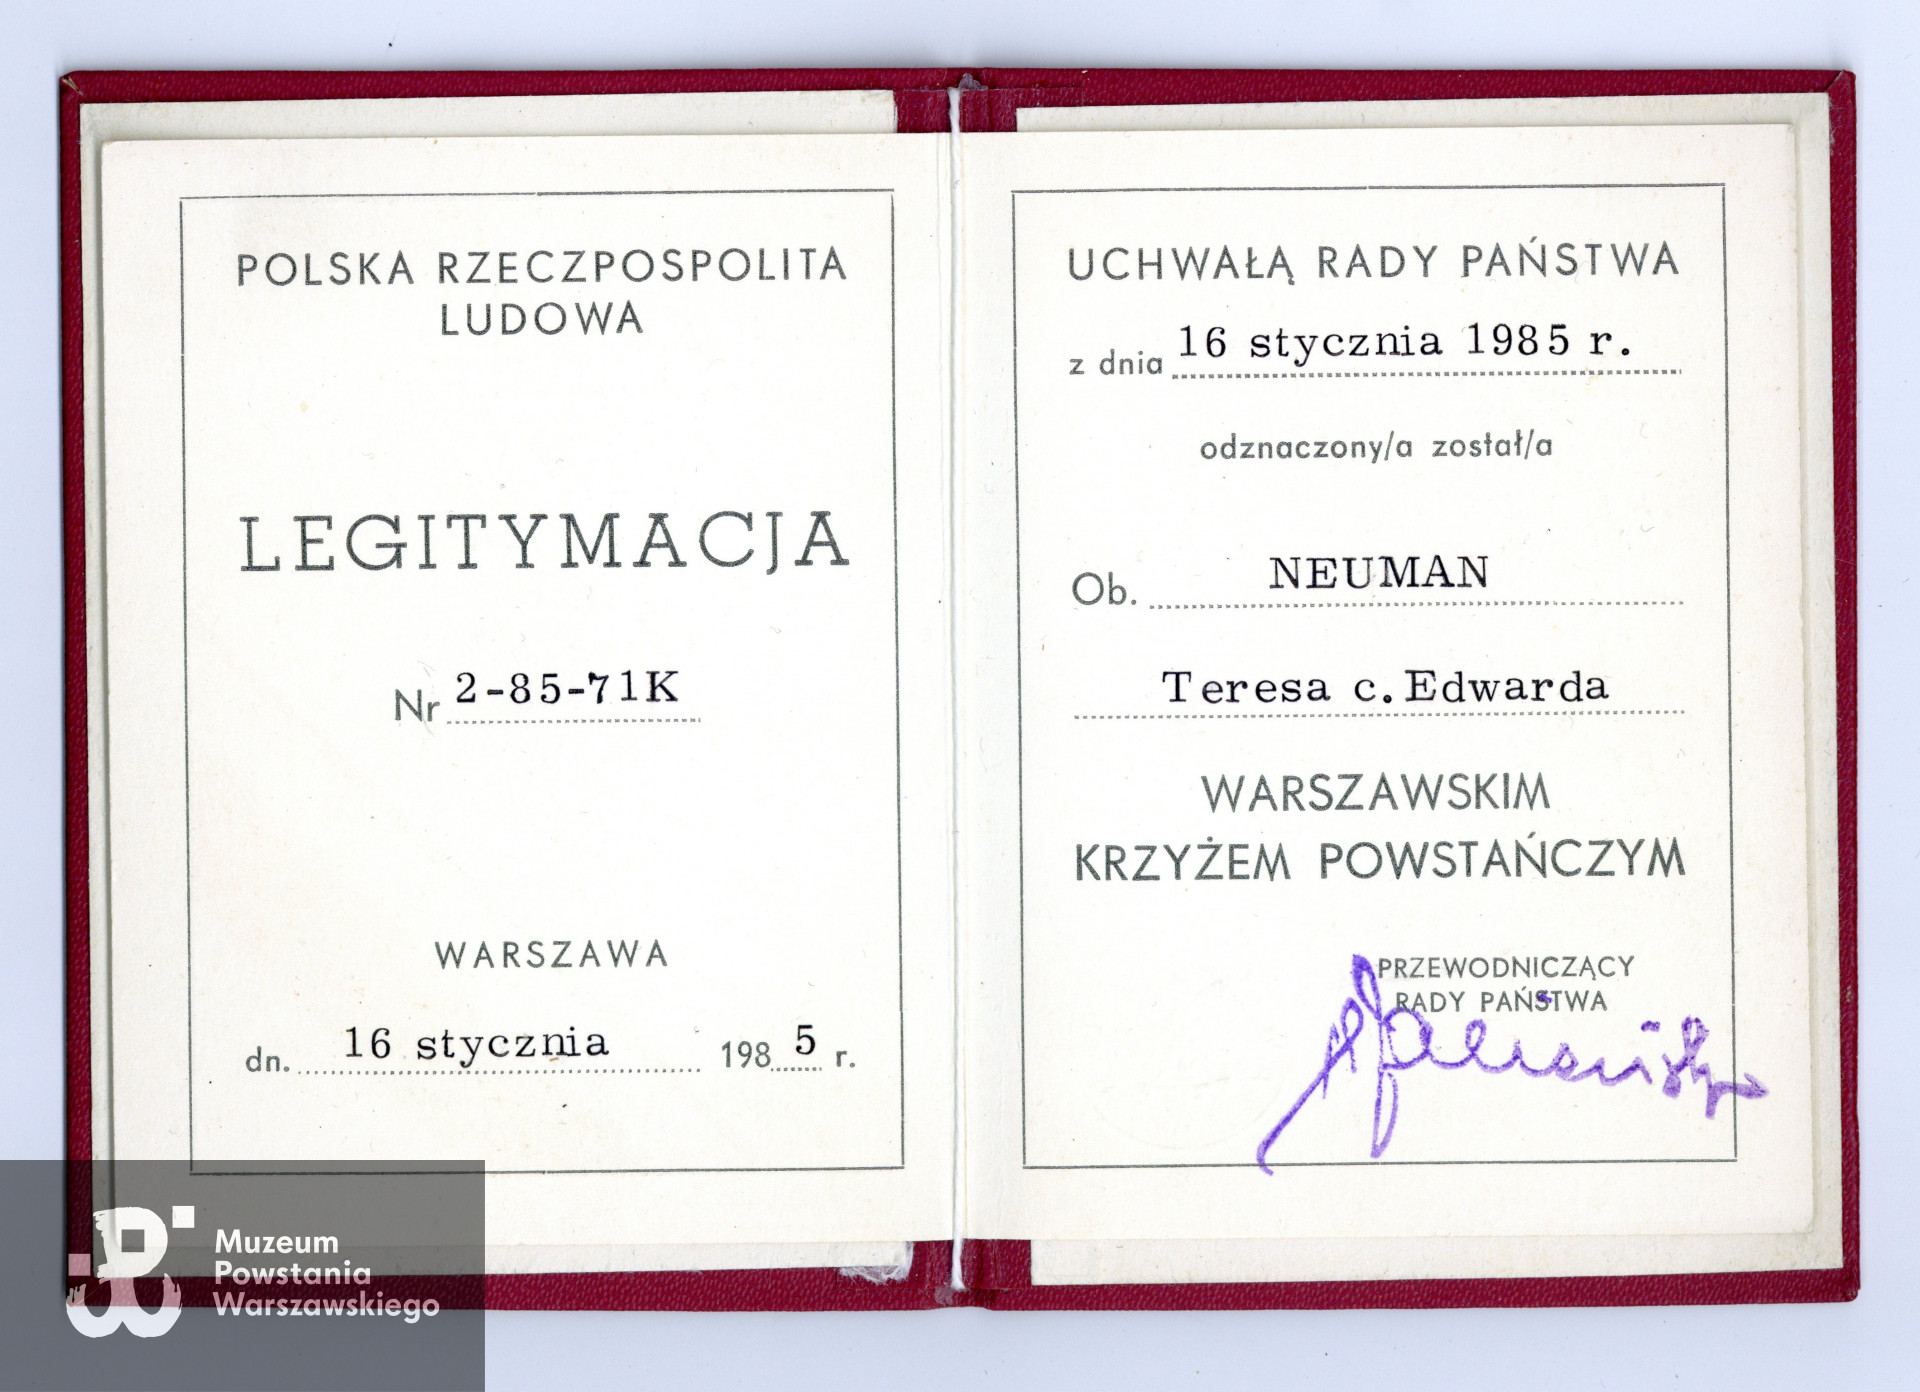 POLSKA RZECZPOSPOLITA
LUDOWA
LEGITYMACJA
Nr 2-85-71K
WARSZAWA
dn. 16 stycznia 1985 r.
UCHWAŁĄ RADY PAŃSTWA
z dnia 16 stycznia 1985 r.
odznaczony/a został/a
Ob. NEUMAN
Teresa c. Edwarda
WARSZAWSKIM
KRZYŻEM POWSTAŃCZYM
PRZEWODNICZĄCY
RADY PAŃSTWA
Muzeum
Powstania
Warszawskiego